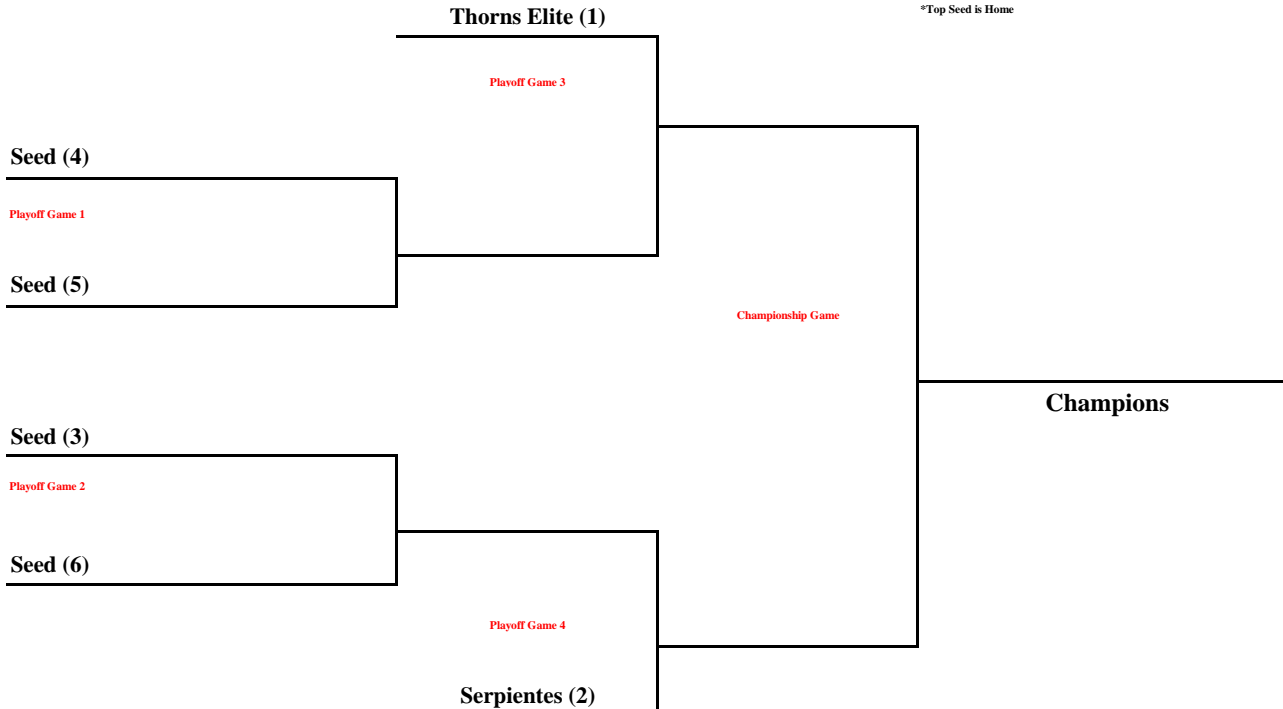 Thorns Elite (1)
*Top Seed is Home
Playoff Game 3
Seed (4)
Playoff Game 1
Seed (5)
Championship Game
Champions
Seed (3)
Playoff Game 2
Seed (6)
Playoff Game 4
Serpientes (2)